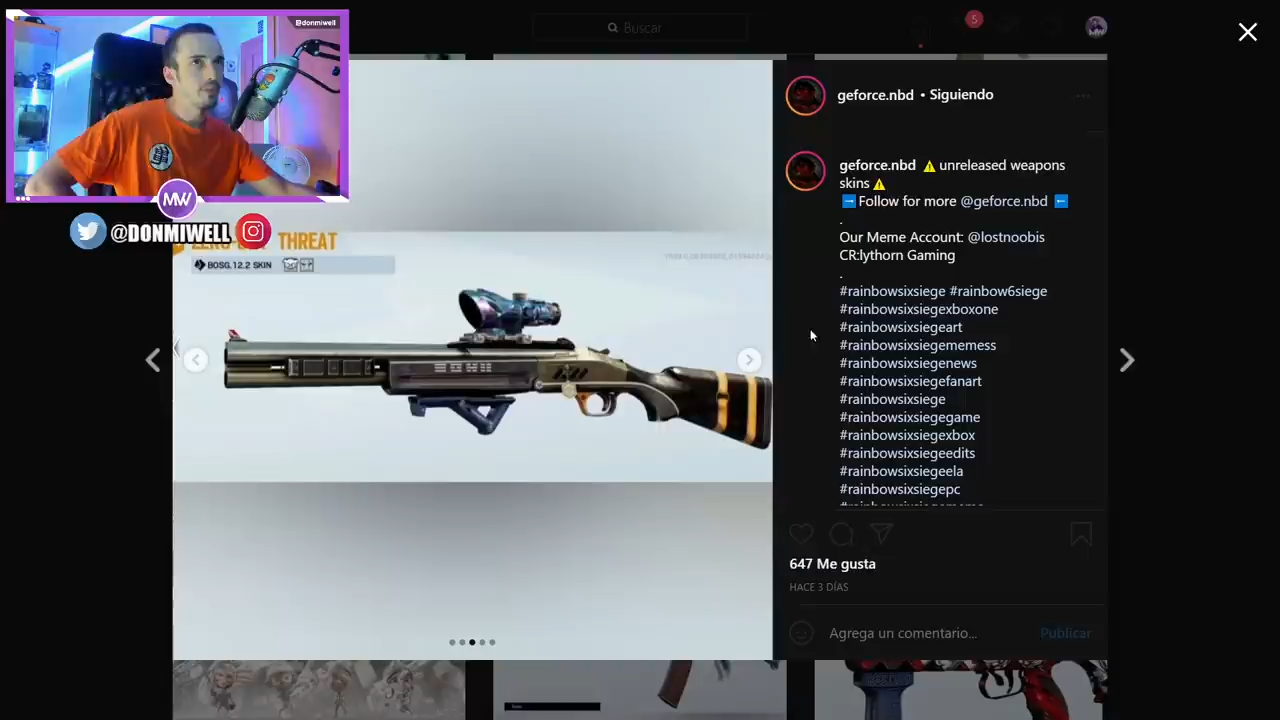 @donmiwell
MW
@DONMIWELL
Buscar
5
THREAT
BOSG.12.2 SKIN
geforce.nbd • Siguiendo
geforce.nbd ⚠ unreleased weapons
skins⚠
➡Follow for more @geforce.nbd ⬅
.
Our Meme Account: @lostnoobis
CR:lythorn Gaming
.
#rainbowsixsiege #rainbow6siege
#rainbowsixsiegexboxone
#rainbowsixsiegeart
#rainbowsixsiegememess
#rainbowsixsiegenews
#rainbowsixsiegefanart
#rainbowsixsiege
#rainbowsixsiegegame
#rainbowsixsiegexbox
#rainbowsixsiegeedits
#rainbowsixsiegeela
#rainbowsixsiegepc
647 Me gusta
HACE 3 DÍAS
Agrega un comentario...
Publicar